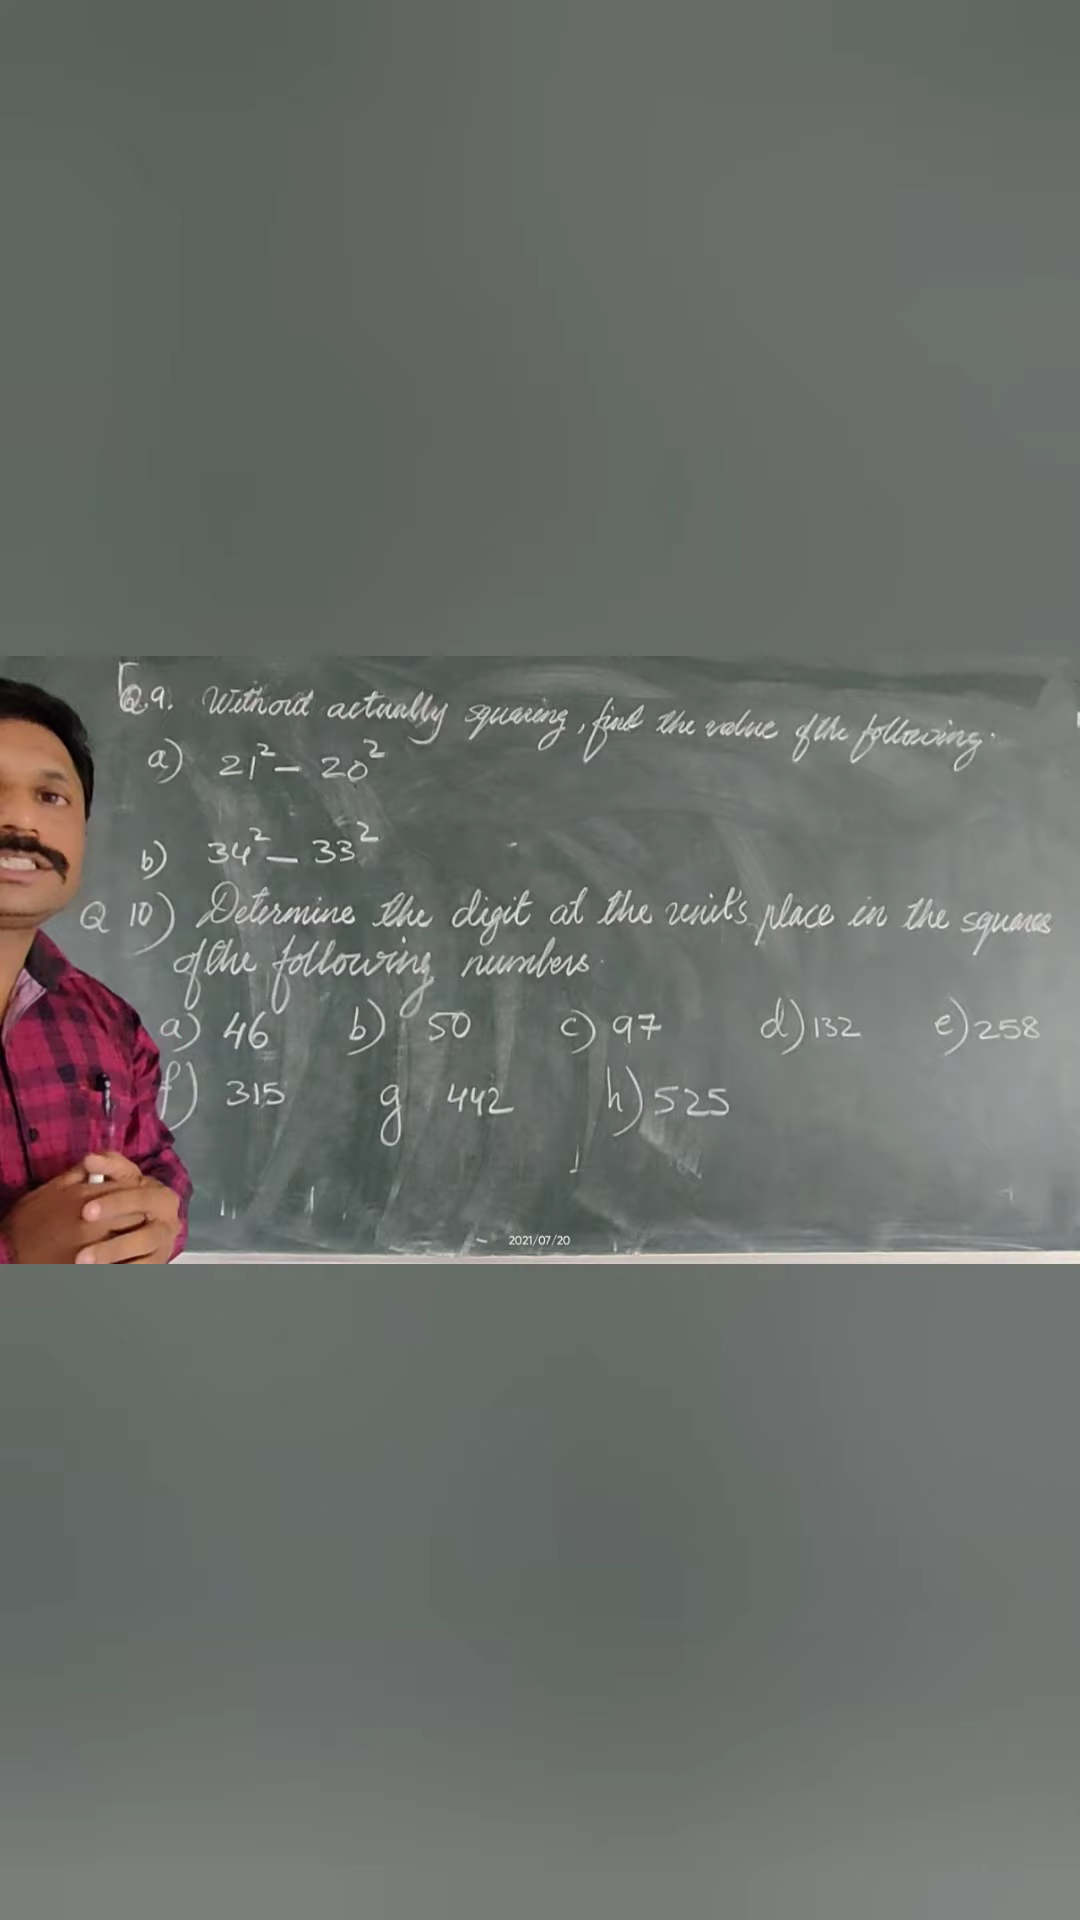 Q.9. Without actually squaring, find the value of the following.
a) 21² - 20²
b) 34² - 33²
Q 10) Determine the digit at the unit's place in the squares
of the following numbers.
a) 46 b) 50 c) 97 d) 132 e) 258
f) 315 g 442 h) 525
2021/07/20